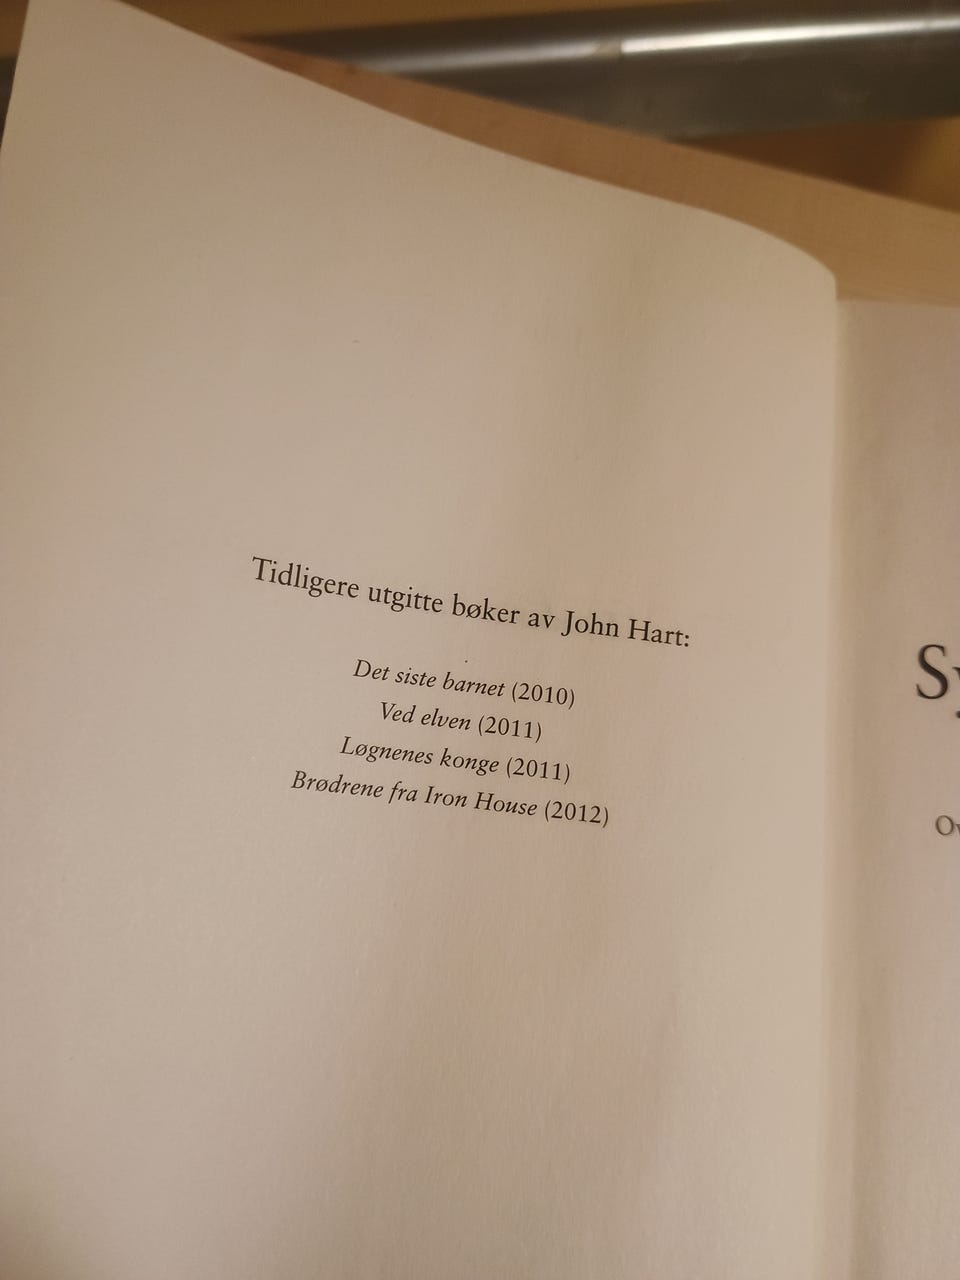 Tidligere utgitte bøker av John Hart:
Det siste barnet (2010)
Ved elven (2011)
Løgnenes konge (2011)
Brødrene fra Iron House (2012)